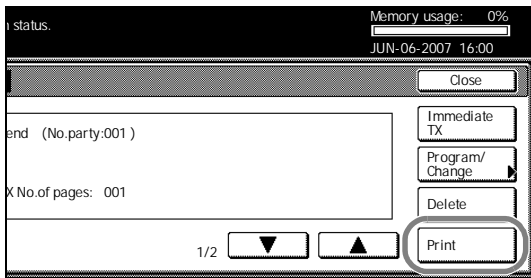 status.
Memory usage: 0%
JUN-06-2007 16:00
Close
end (No.party:001 )
X No.of pages: 001
Immediate
TX
Program/
Change
Delete
Print
1/2